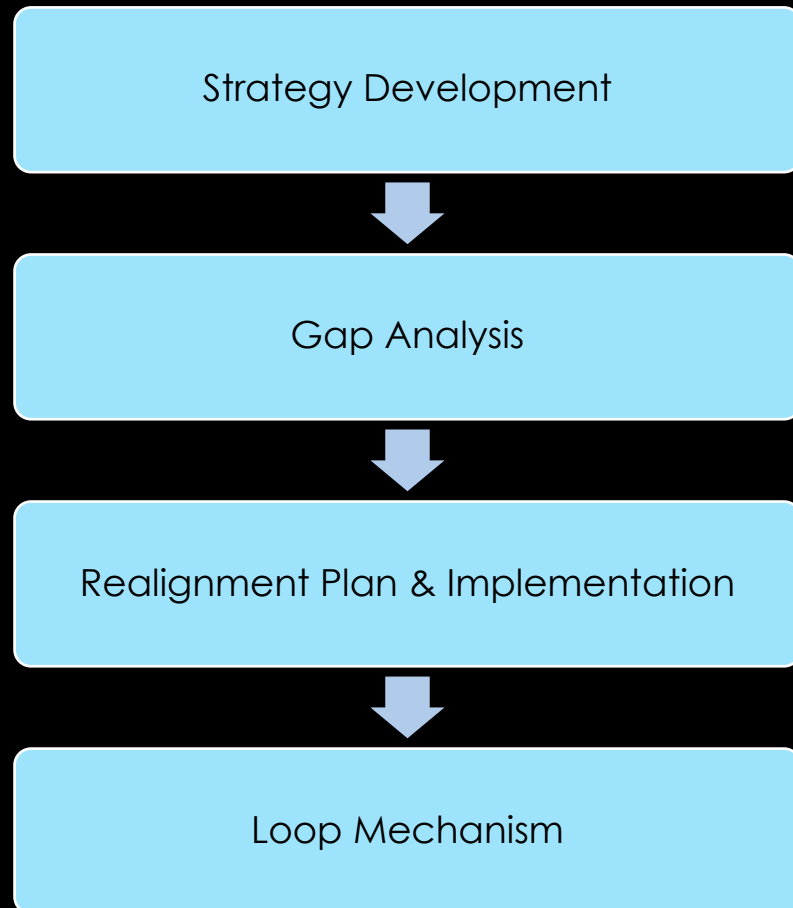 Strategy Development
Gap Analysis
Realignment Plan & Implementation
Loop Mechanism